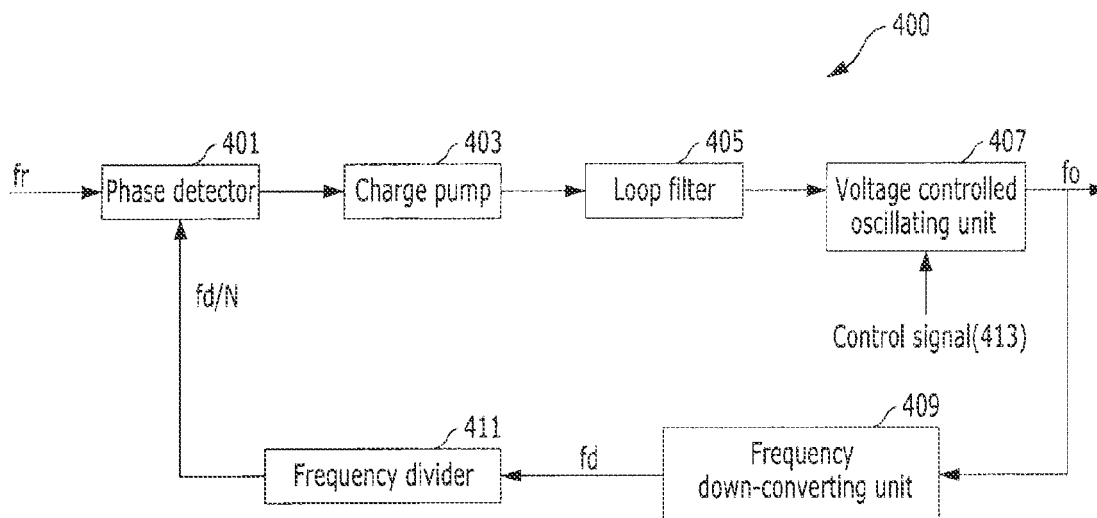 400
401
403
405
407
fr
Phase detector
Charge pump
Loop filter
Voltage controlled
oscillating unit
fo
fd/N
Control signal(413)
411
409
Frequency divider
fd
Frequency
down-converting unit